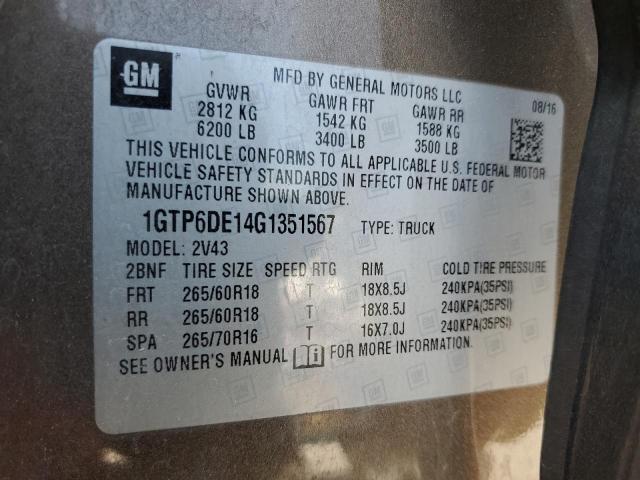 GM
MFD BY GENERAL MOTORS LLC
08/16
GVWR GAWR FRT GAWR RR
2812 KG 1542 KG 1588 KG
6200 LB 3400 LB 3500 LB
THIS VEHICLE CONFORMS TO ALL APPLICABLE U.S. FEDERAL MOTOR
VEHICLE SAFETY STANDARDS IN EFFECT ON THE DATE OF
MANUFACTURE SHOWN ABOVE.
1GTP6DE14G1351567 TYPE: TRUCK
MODEL: 2V43
2BNF TIRE SIZE SPEED RTG RIM COLD TIRE PRESSURE
FRT 265/60R18 T 18X8.5J 240KPA(35PSI)
RR 265/60R18 T 18X8.5J 240KPA(35PSI)
SPA 265/70R16 T 16X7.0J 240KPA(35PSI)
SEE OWNER'S MANUAL i FOR MORE INFORMATION.